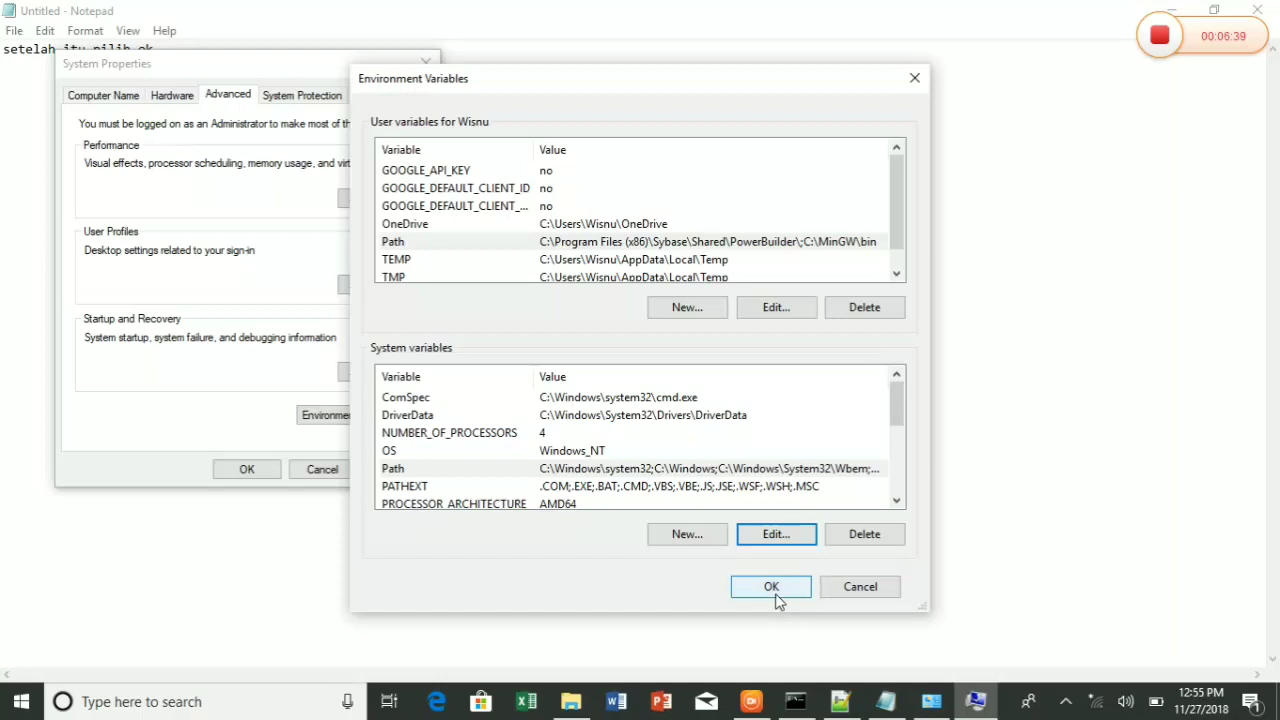 Untitled - Notepad
File Edit Format View Help
00:06:39
setelah itu pilih ok
System Properties
Computer Name Hardware Advanced System Protection
You must be logged on as an Administrator to make most of th
Performance
Visual effects, processor scheduling, memory usage, and virt
User Profiles
Desktop settings related to your sign-in
Startup and Recovery
System startup, system failure, and debugging information
Environme
OK Cancel
Environment Variables
User variables for Wisnu
Variable Value
GOOGLE_API_KEY no
GOOGLE_DEFAULT_CLIENT_ID no
GOOGLE_DEFAULT_CLIENT_... no
OneDrive C:\Users\Wisnu\OneDrive
Path C:\Program Files (x86)\Sybase\Shared\PowerBuilder\;C:\MinGW\bin
TEMP C:\Users\Wisnu\AppData\Local\Temp
TMP C:\Users\Wisnu\AppData\Local\Temp
New... Edit... Delete
System variables
Variable Value
ComSpec C:\Windows\system32\cmd.exe
DriverData C:\Windows\System32\Drivers\DriverData
NUMBER_OF_PROCESSORS 4
OS Windows_NT
Path C:\Windows\system32;C:\Windows;C:\Windows\System32\Wbem;...
PATHEXT .COM;.EXE;.BAT;.CMD;.VBS;.VBE;.JS;.JSE;.WSF;.WSH;.MSC
PROCESSOR_ARCHITECTURE AMD64
New... Edit... Delete
OK Cancel
Type here to search
12:55 PM
11/27/2018
1